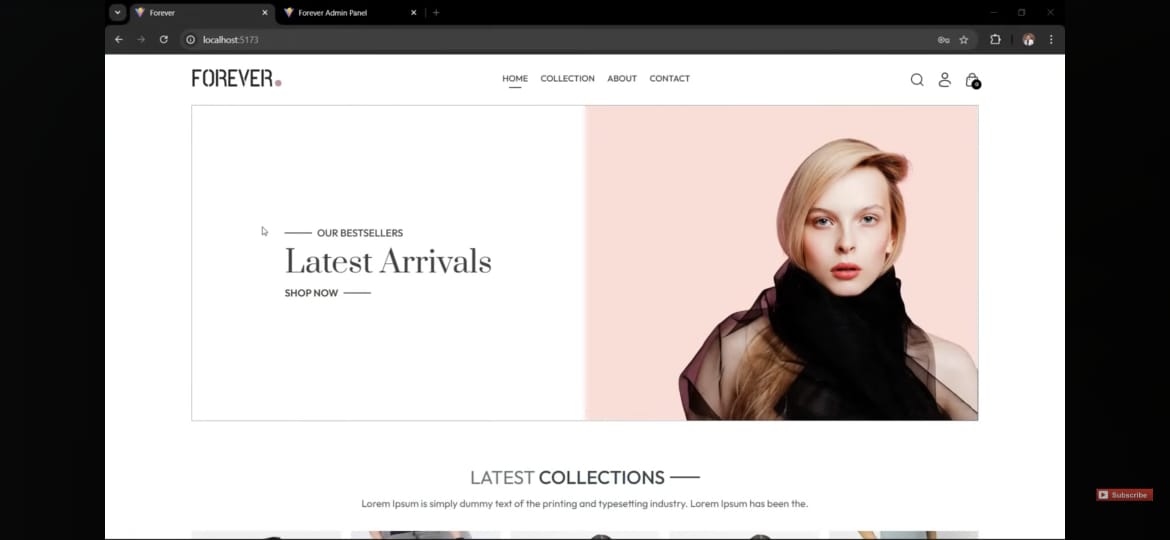 Forever
Forever Admin Panel
localhost:5173
FOREVER.
HOME COLLECTION ABOUT CONTACT
0
OUR BESTSELLERS
Latest Arrivals
SHOP NOW
LATEST COLLECTIONS
Lorem Ipsum is simply dummy text of the printing and typesetting industry. Lorem Ipsum has been the.
Subscribe